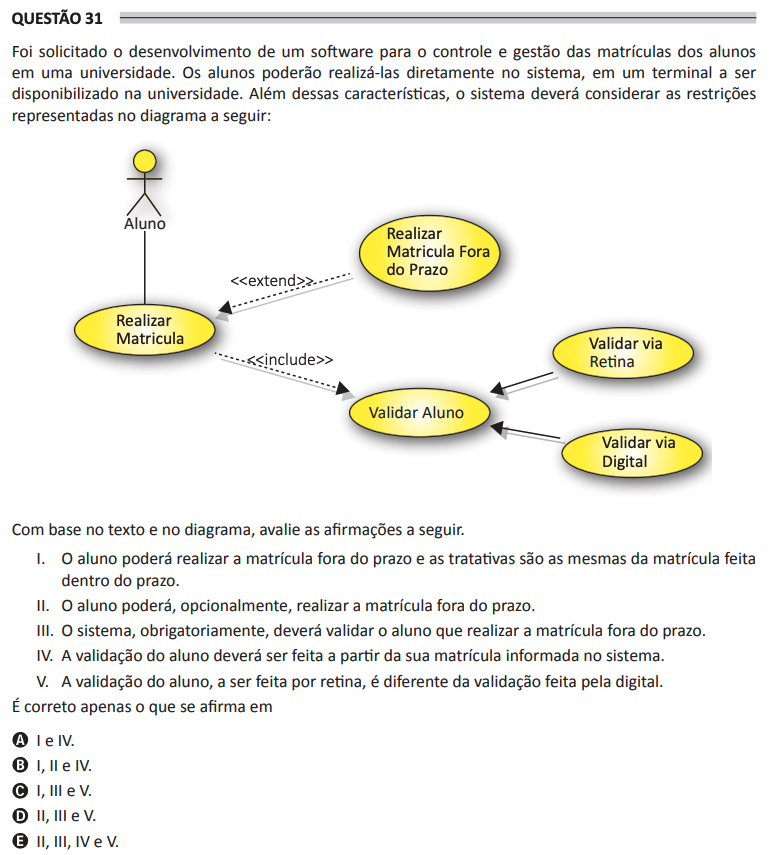 QUESTÃO 31
Foi solicitado o desenvolvimento de um software para o controle e gestão das matrículas dos alunos
em uma universidade. Os alunos poderão realizá-las diretamente no sistema, em um terminal a ser
disponibilizado na universidade. Além dessas características, o sistema deverá considerar as restrições
representadas no diagrama a seguir:
Aluno
Realizar
Matricula Fora
do Prazo
<<extend>>
Realizar
Matricula
<<include>>
Validar via
Retina
Validar Aluno
Validar via
Digital
Com base no texto e no diagrama, avalie as afirmações a seguir.
I. O aluno poderá realizar a matrícula fora do prazo e as tratativas são as mesmas da matrícula feita
dentro do prazo.
II. O aluno poderá, opcionalmente, realizar a matrícula fora do prazo.
III. O sistema, obrigatoriamente, deverá validar o aluno que realizar a matrícula fora do prazo.
IV. A validação do aluno deverá ser feita a partir da sua matrícula informada no sistema.
V. A validação do aluno, a ser feita por retina, é diferente da validação feita pela digital.
É correto apenas o que se afirma em
A I e IV.
B I, II e IV.
C I, III e V.
D II, III e V.
E II, III, IV e V.